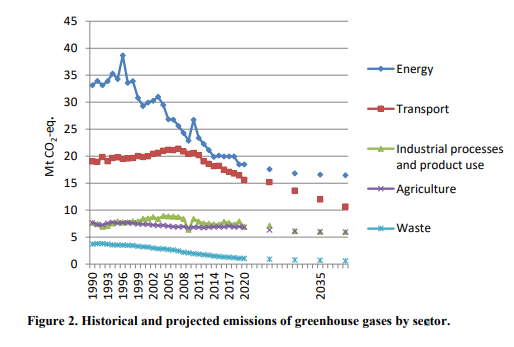 45
40
35
30
25
20
15
10
5
0
Mt CO₂-eq.
1990
1993
1996
1999
2002
2005
2008
2011
2014
2017
2020
2035
Energy
Transport
Industrial processes
and product use
Agriculture
Waste
Figure 2. Historical and projected emissions of greenhouse gases by sector.